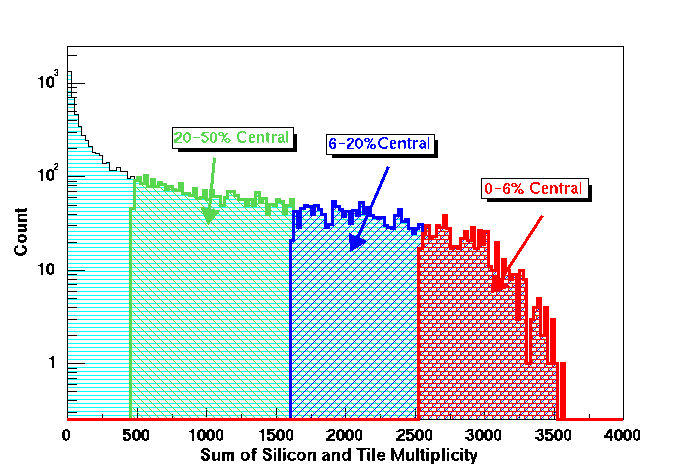 10³
20-50% Central
6-20%Central
10²
0-6% Central
Count
10
1
0 500 1000 1500 2000 2500 3000 3500 4000
Sum of Silicon and Tile Multiplicity